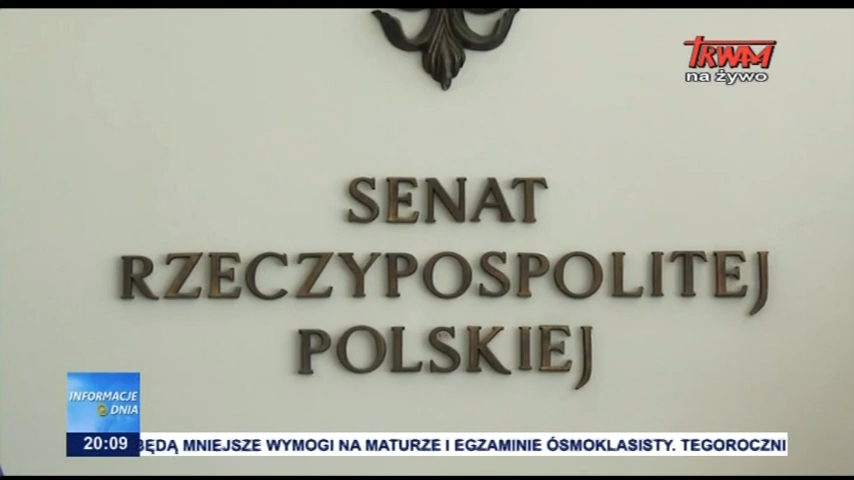 TRWAM
na żywo
SENAT
RZECZYPOSPOLITEJ
POLSKIEJ
INFORMACJE
DNIA
20:09 BĘDĄ MNIEJSZE WYMOGI NA MATURZE I EGZAMINIE ÓSMOKLASISTY. TEGOROCZNI